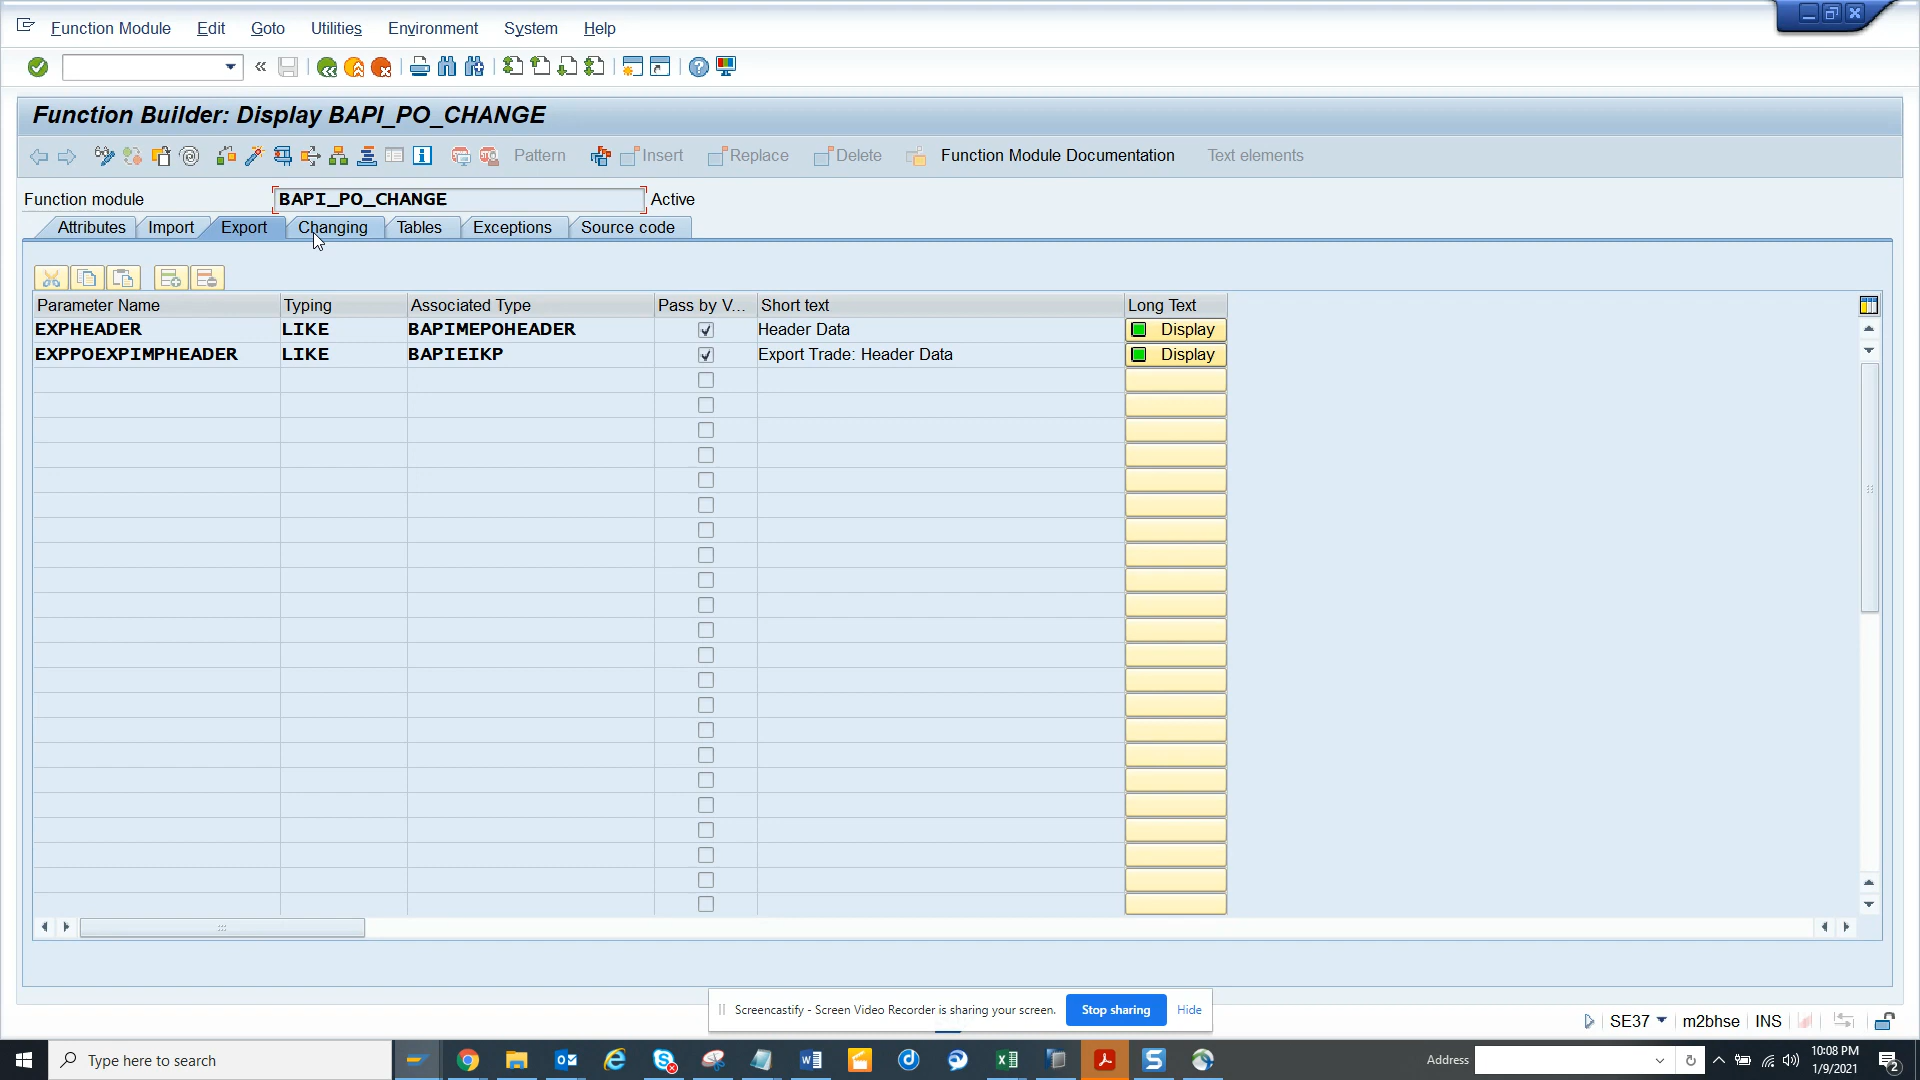 Function Module Edit Goto Utilities Environment System Help
Function Builder: Display BAPI_PO_CHANGE
Pattern Insert Replace Delete Function Module Documentation Text elements
Function module BAPI_PO_CHANGE Active
Attributes Import Export Changing Tables Exceptions Source code
Parameter Name Typing Associated Type Pass by V... Short text Long Text
EXPHEADER LIKE BAPIMEPOHEADER Header Data Display
EXPPOEXPIMPHEADER LIKE BAPIEIKP Export Trade: Header Data Display
Screencastify - Screen Video Recorder is sharing your screen. Stop sharing Hide
SE37 m2bhse INS
Type here to search
Address
10:08 PM
1/9/2021
2